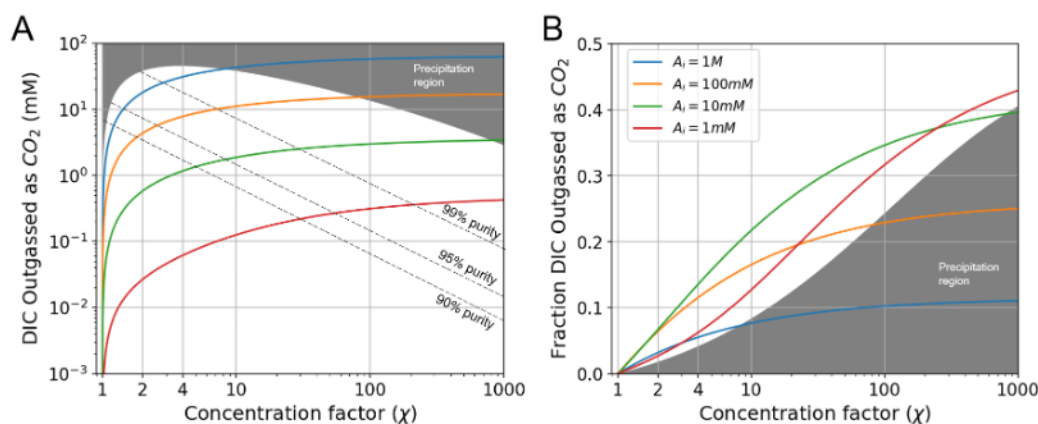 A
DIC Outgassed as CO₂ (mM)
10²
10¹
10⁰
10⁻¹
10⁻²
10⁻³
Precipitation
region
99% purity
95% purity
90% purity
1 2 4 10 100 1000
Concentration factor (χ)
B
Fraction DIC Outgassed as CO₂
0.5
0.4
0.3
0.2
0.1
0.0
Aᵢ = 1M
Aᵢ = 100mM
Aᵢ = 10mM
Aᵢ = 1mM
Precipitation
region
1 2 4 10 100 1000
Concentration factor (χ)